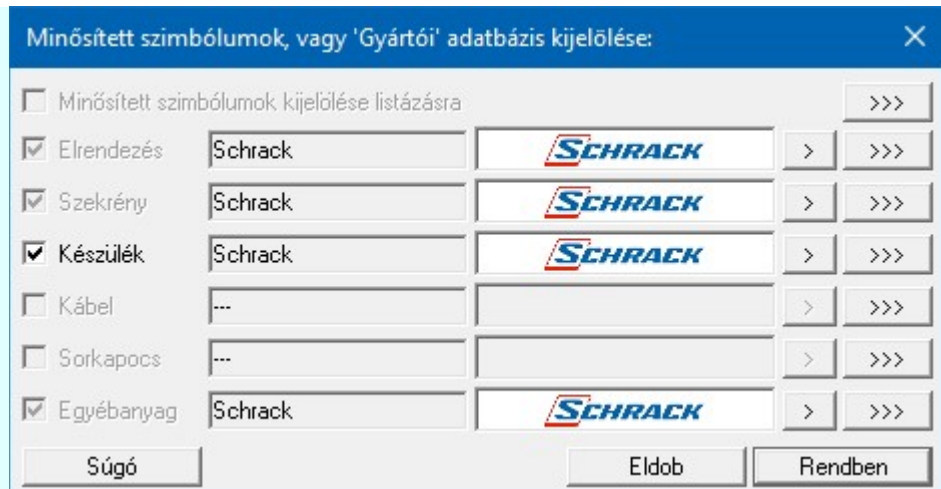 Minősített szimbólumok, vagy 'Gyártói' adatbázis kijelölése:
Minősített szimbólumok kijelölése listázásra >>>
Elrendezés Schrack SCHRACK > >>>
Szekrény Schrack SCHRACK > >>>
Készülék Schrack SCHRACK > >>>
Kábel --- > >>>
Sorkapocs --- > >>>
Egyébanyag Schrack SCHRACK > >>>
Súgó Eldob Rendben